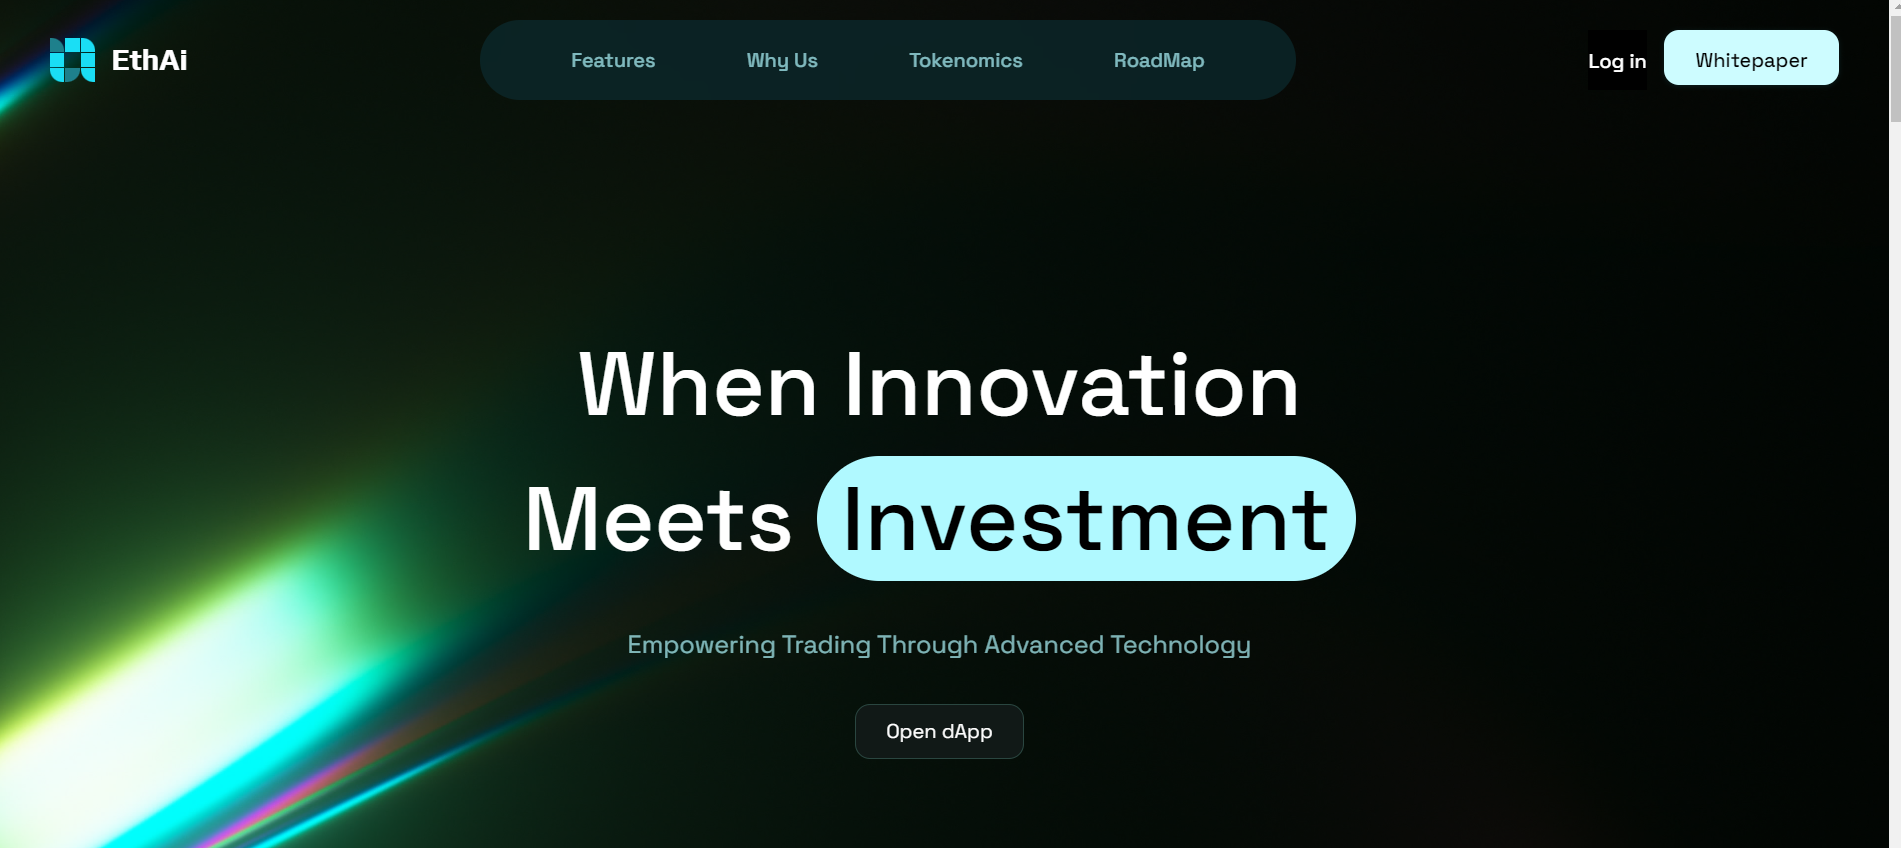 EthAi
Features
Why Us
Tokenomics
RoadMap
Log in
Whitepaper
When Innovation
Meets Investment
Empowering Trading Through Advanced Technology
Open dApp